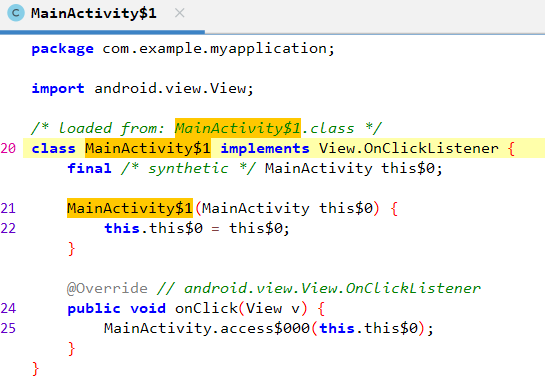 C MainActivity$1 ×
package com.example.myapplication;
import android.view.View;
/* loaded from: MainActivity$1.class */
20 class MainActivity$1 implements View.OnClickListener {
final /* synthetic */ MainActivity this$0;
21 MainActivity$1(MainActivity this$0) {
22 this.this$0 = this$0;
}
@Override // android.view.View.OnClickListener
24 public void onClick(View v) {
25 MainActivity.access$000(this.this$0);
}
}